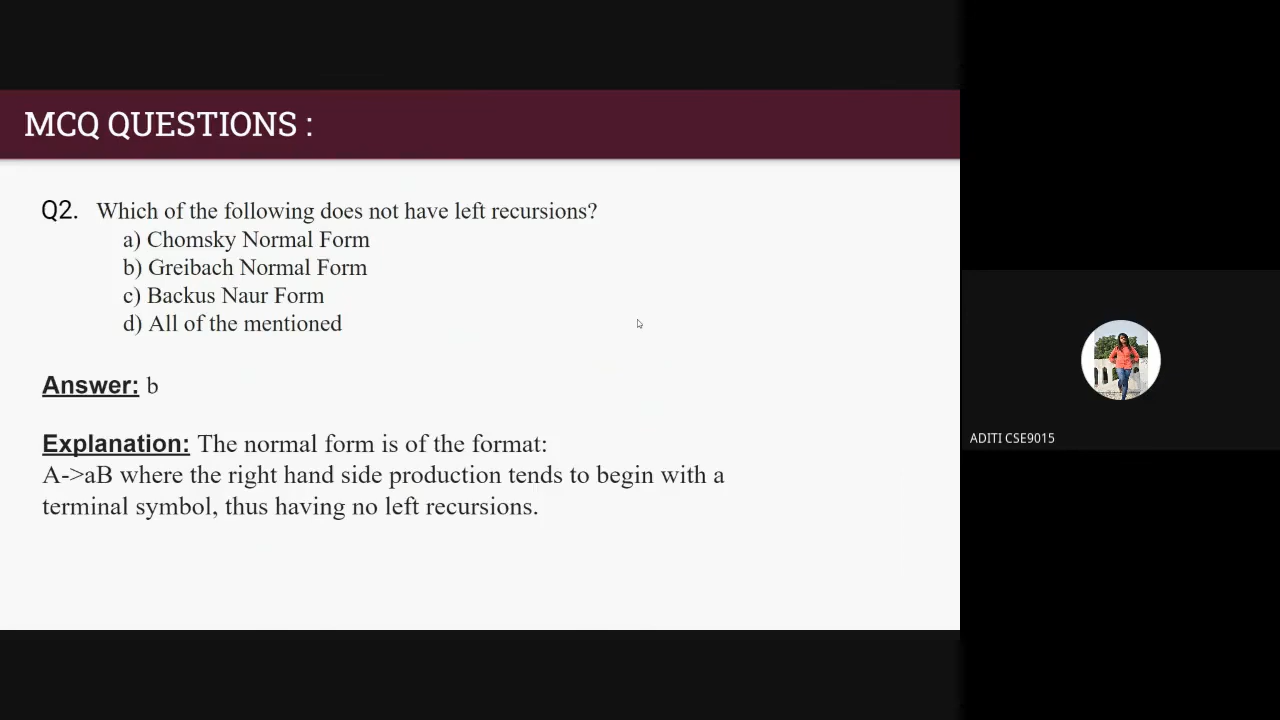 MCQ QUESTIONS :
Q2. Which of the following does not have left recursions?
a) Chomsky Normal Form
b) Greibach Normal Form
c) Backus Naur Form
d) All of the mentioned
Answer: b
Explanation: The normal form is of the format:
A->aB where the right hand side production tends to begin with a
terminal symbol, thus having no left recursions.
ADITI CSE9015